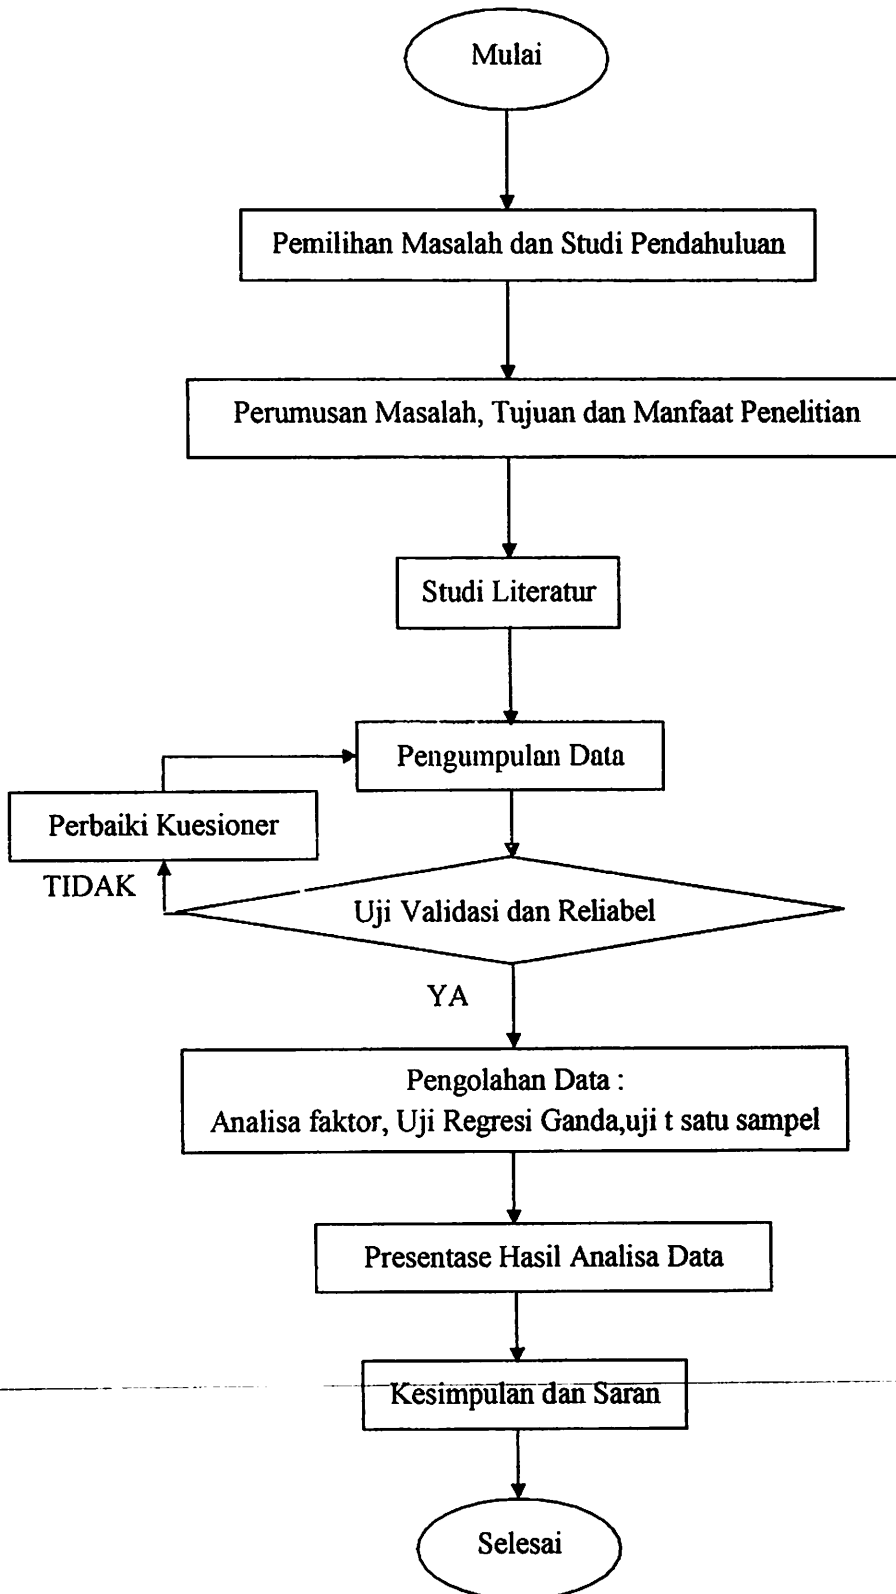 Mulai
Pemilihan Masalah dan Studi Pendahuluan
Perumusan Masalah, Tujuan dan Manfaat Penelitian
Studi Literatur
Pengumpulan Data
Perbaiki Kuesioner
TIDAK
Uji Validasi dan Reliabel
YA
Pengolahan Data :
Analisa faktor, Uji Regresi Ganda,uji t satu sampel
Presentase Hasil Analisa Data
Kesimpulan dan Saran
Selesai